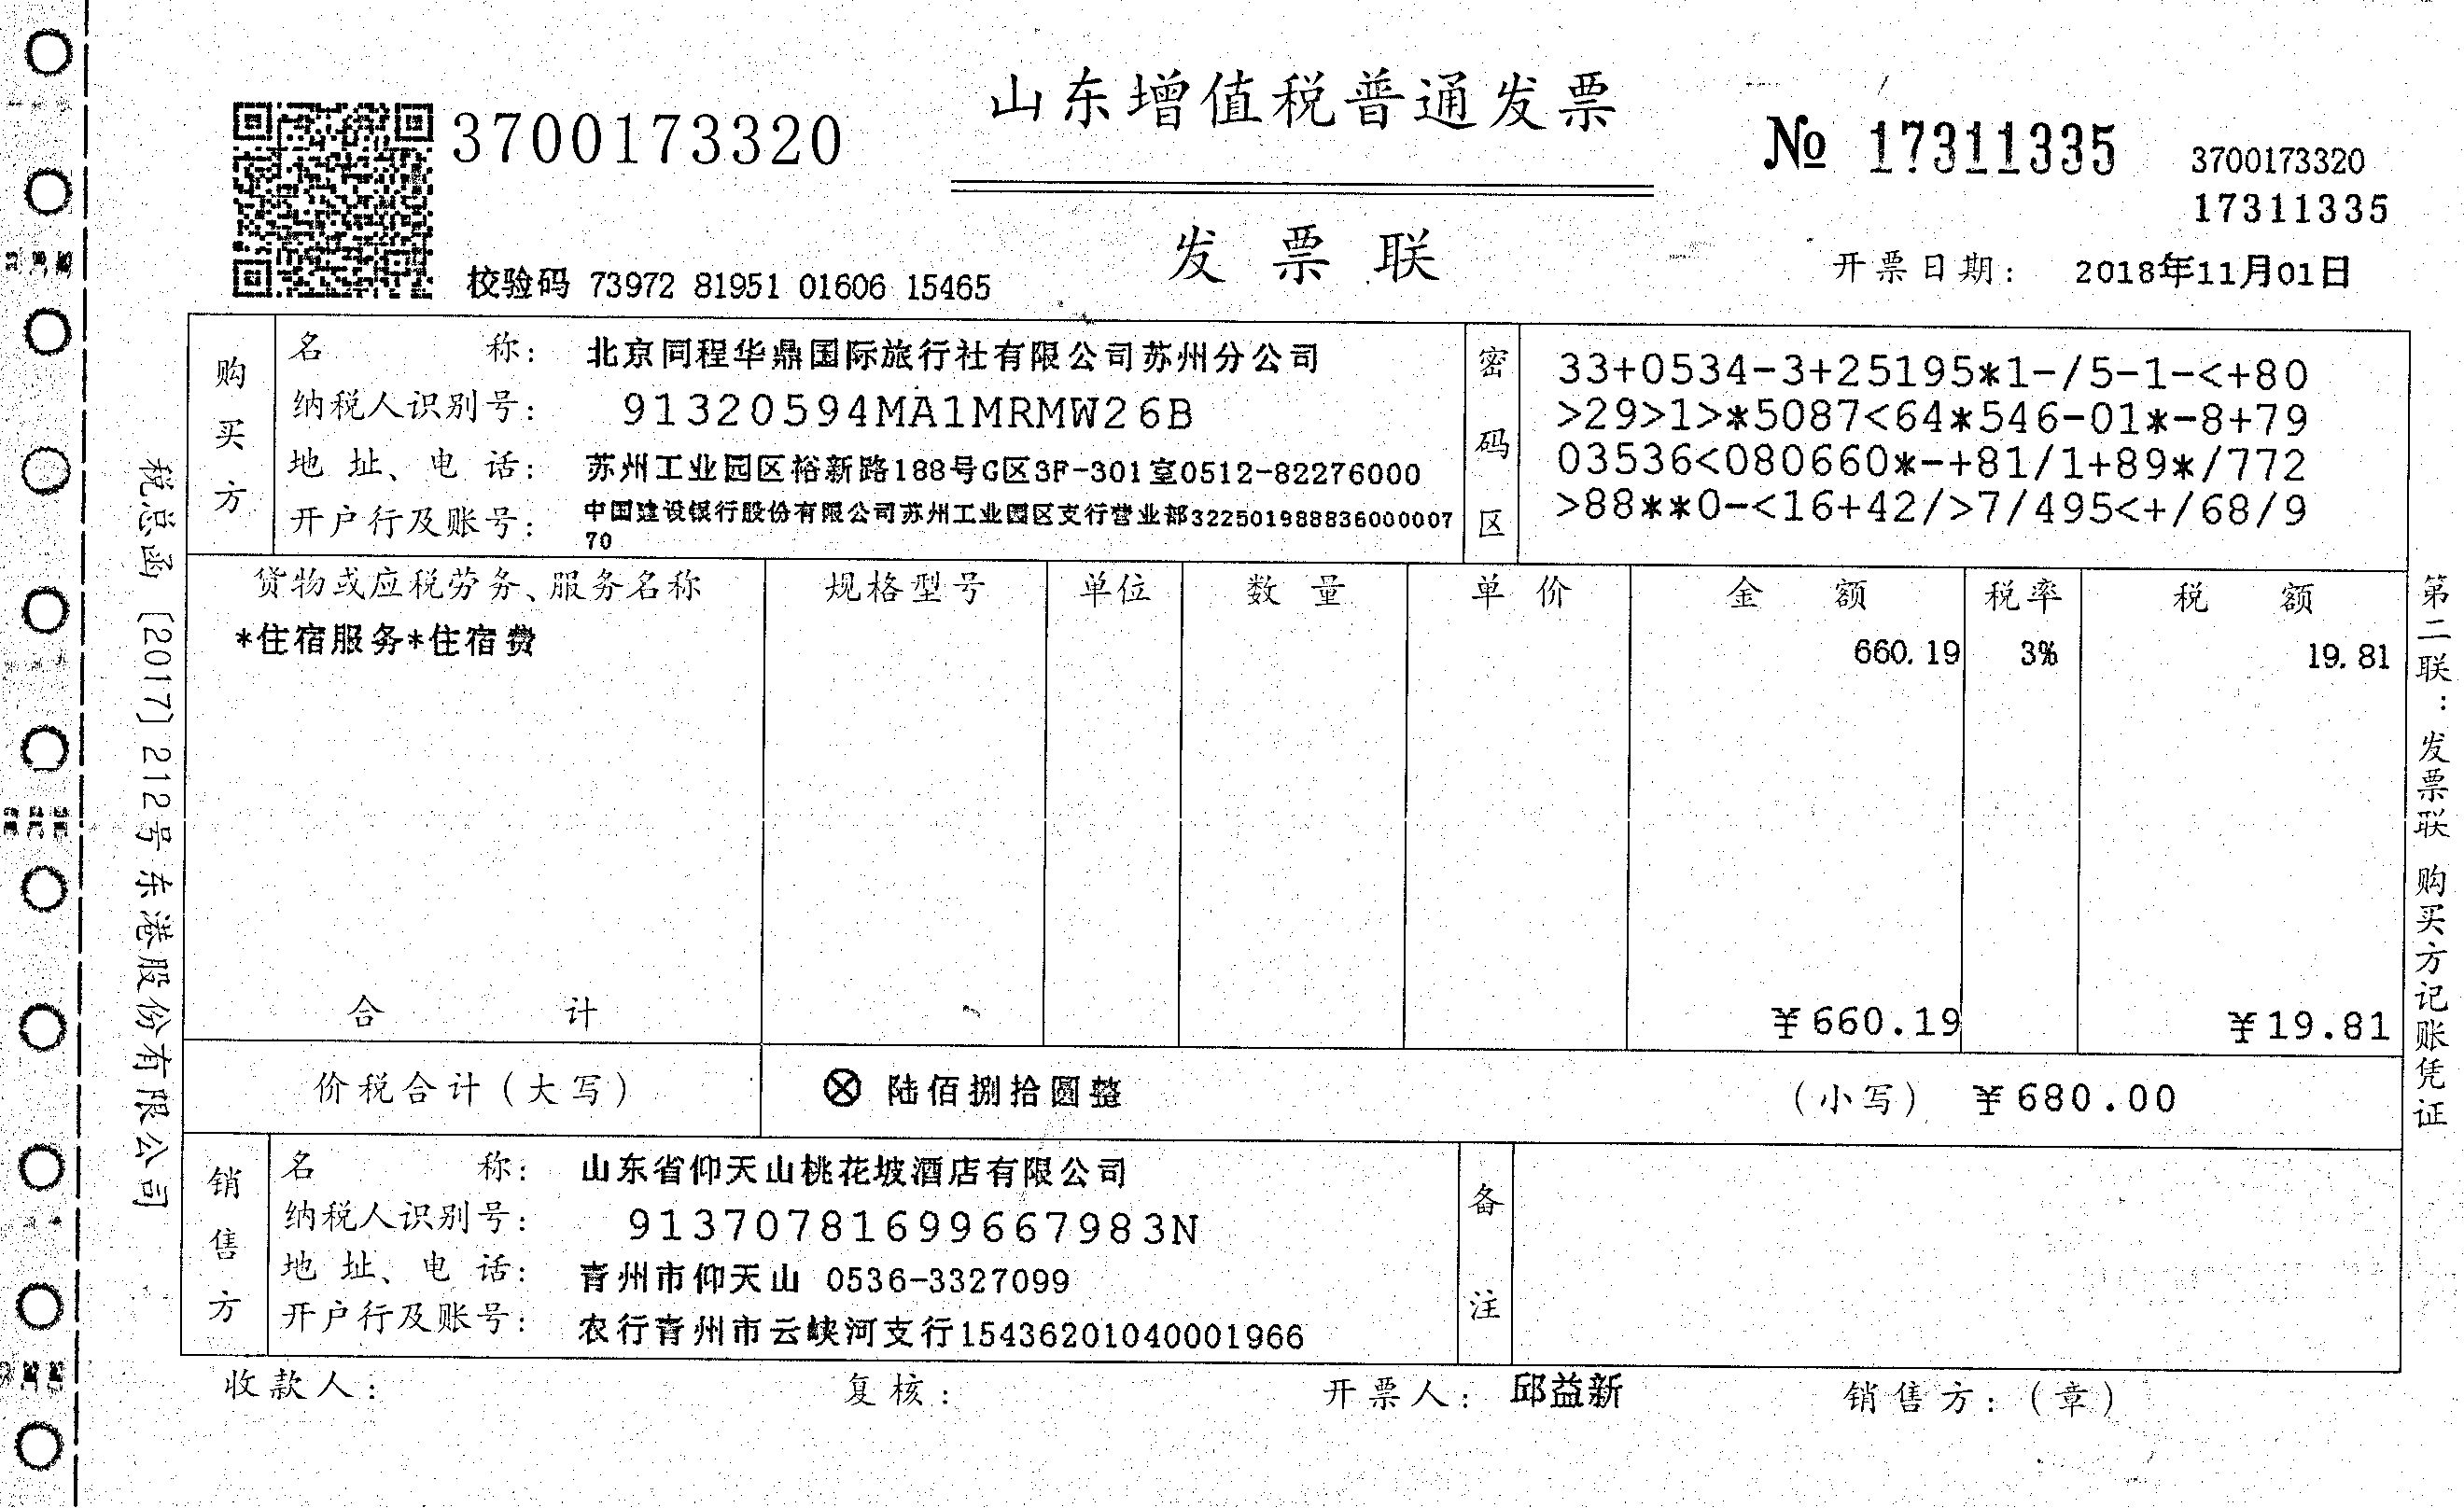 山东增值税普通发票
3700173320
№ 17311335
3700173320
17311335
发票联
校验码 73972 81951 01606 15465
开票日期: 2018年11月01日
购买方
名称: 北京同程华鼎国际旅行社有限公司苏州分公司
纳税人识别号: 91320594MA1MRMW26B
地址、电话: 苏州工业园区裕新路188号G区3F-301室0512-82276000
开户行及账号: 中国建设银行股份有限公司苏州工业园区支行营业部3225019888360000007
70
密码区
33+0534-3+25195*1-/5-1-<+80
>29>1>*5087<64*546-01*-8+79
03536<080660*-+81/1+89*/772
>88**0-<16+42/>7/495<+/68/9
货物或应税劳务、服务名称 规格型号 单位 数量 单价 金额 税率 税额
*住宿服务*住宿费 660.19 3% 19.81
合计 ¥660.19 ¥19.81
价税合计(大写) ⊗ 陆佰捌拾圆整 (小写) ¥680.00
销售方
名称: 山东省仰天山桃花坡酒店有限公司
纳税人识别号: 91370781699667983N
地址、电话: 青州市仰天山 0536-3327099
开户行及账号: 农行青州市云峡河支行15436201040001966
备注
收款人: 复核: 开票人: 邱益新 销售方:(章)
税总函〔2017〕212号东港股份有限公司
第二联:发票联 购买方记账凭证